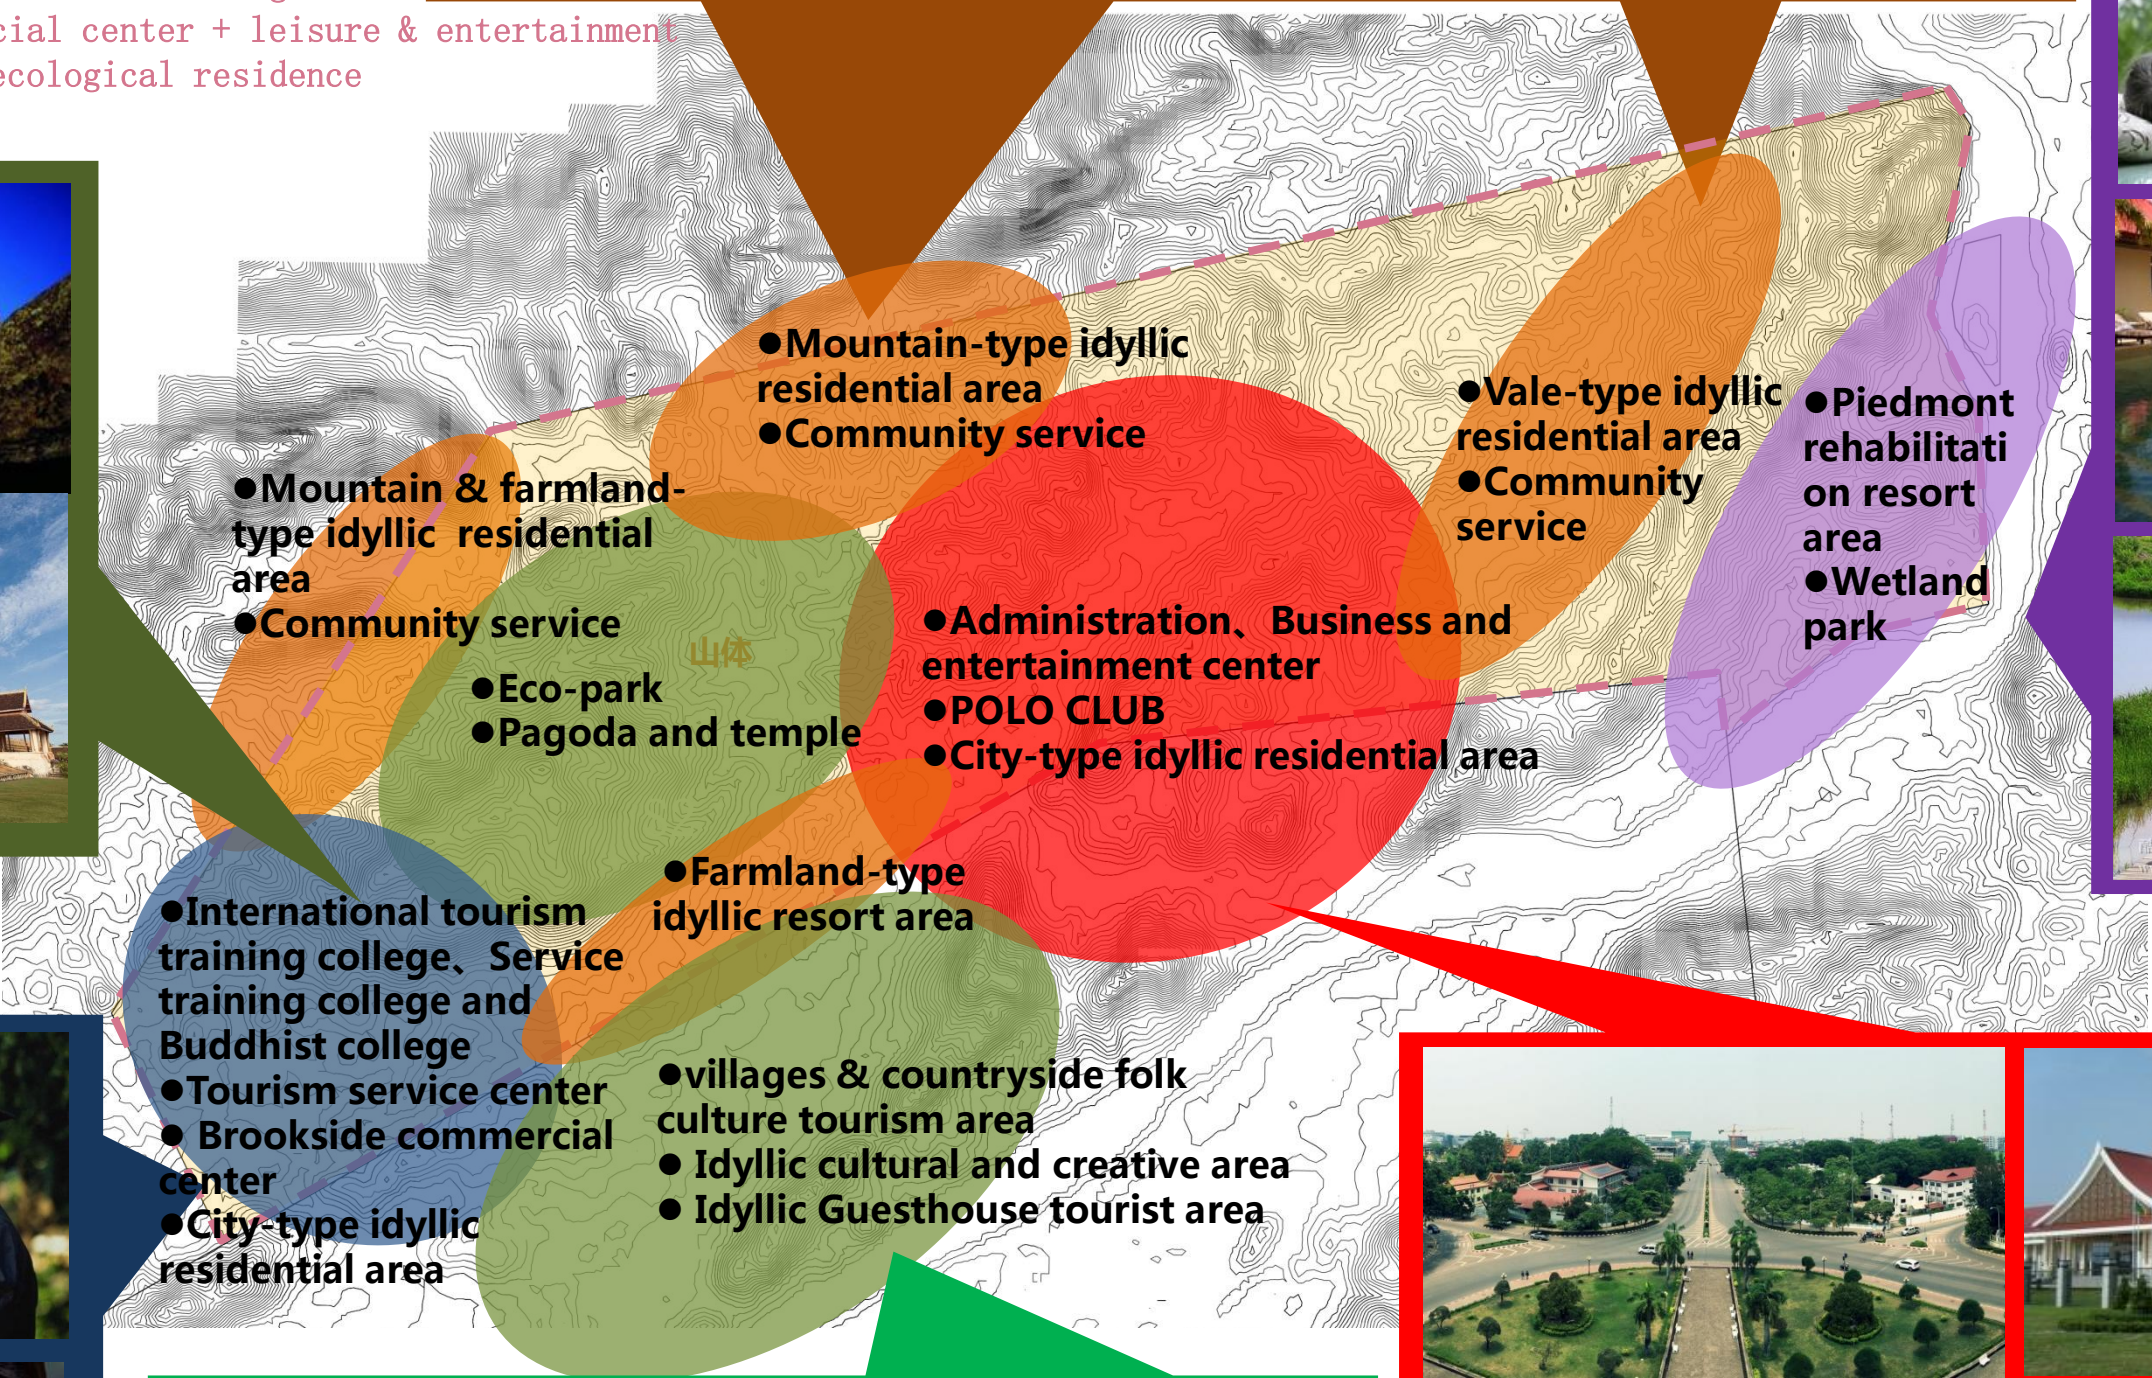 cial center + leisure & entertainment
ecological residence
●Mountain-type idyllic
residential area
●Community service
●Vale-type idyllic
residential area
●Community
service
●Piedmont
rehabilitati
on resort
area
●Wetland
park
●Mountain & farmland-
type idyllic residential
area
●Community service
山体
●Eco-park
●Pagoda and temple
●Administration、Business and
entertainment center
●POLO CLUB
●City-type idyllic residential area
●Farmland-type
idyllic resort area
●International tourism
training college、Service
training college and
Buddhist college
●Tourism service center
● Brookside commercial
center
●City-type idyllic
residential area
●villages & countryside folk
culture tourism area
● Idyllic cultural and creative area
● Idyllic Guesthouse tourist area